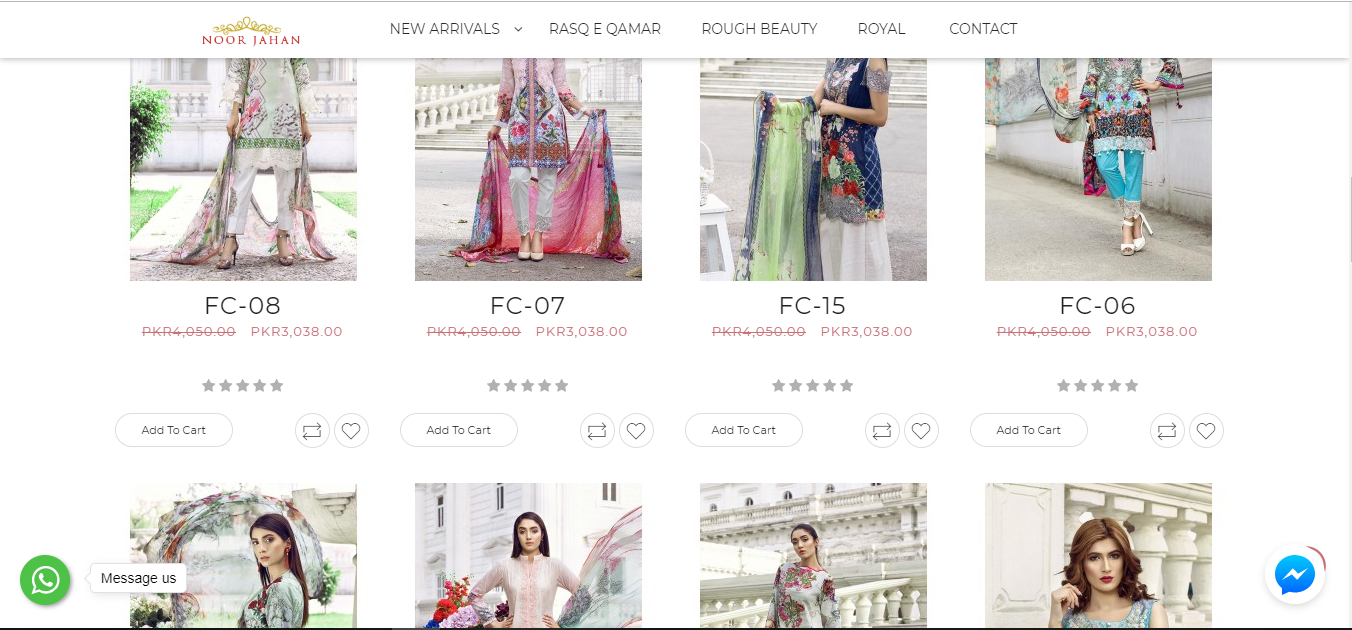 NOOR JAHAN
NEW ARRIVALS
RASQ E QAMAR
ROUGH BEAUTY
ROYAL
CONTACT
FC-08
PKR4,050.00 PKR3,038.00
Add To Cart
FC-07
PKR4,050.00 PKR3,038.00
Add To Cart
FC-15
PKR4,050.00 PKR3,038.00
Add To Cart
FC-06
PKR4,050.00 PKR3,038.00
Add To Cart
Message us